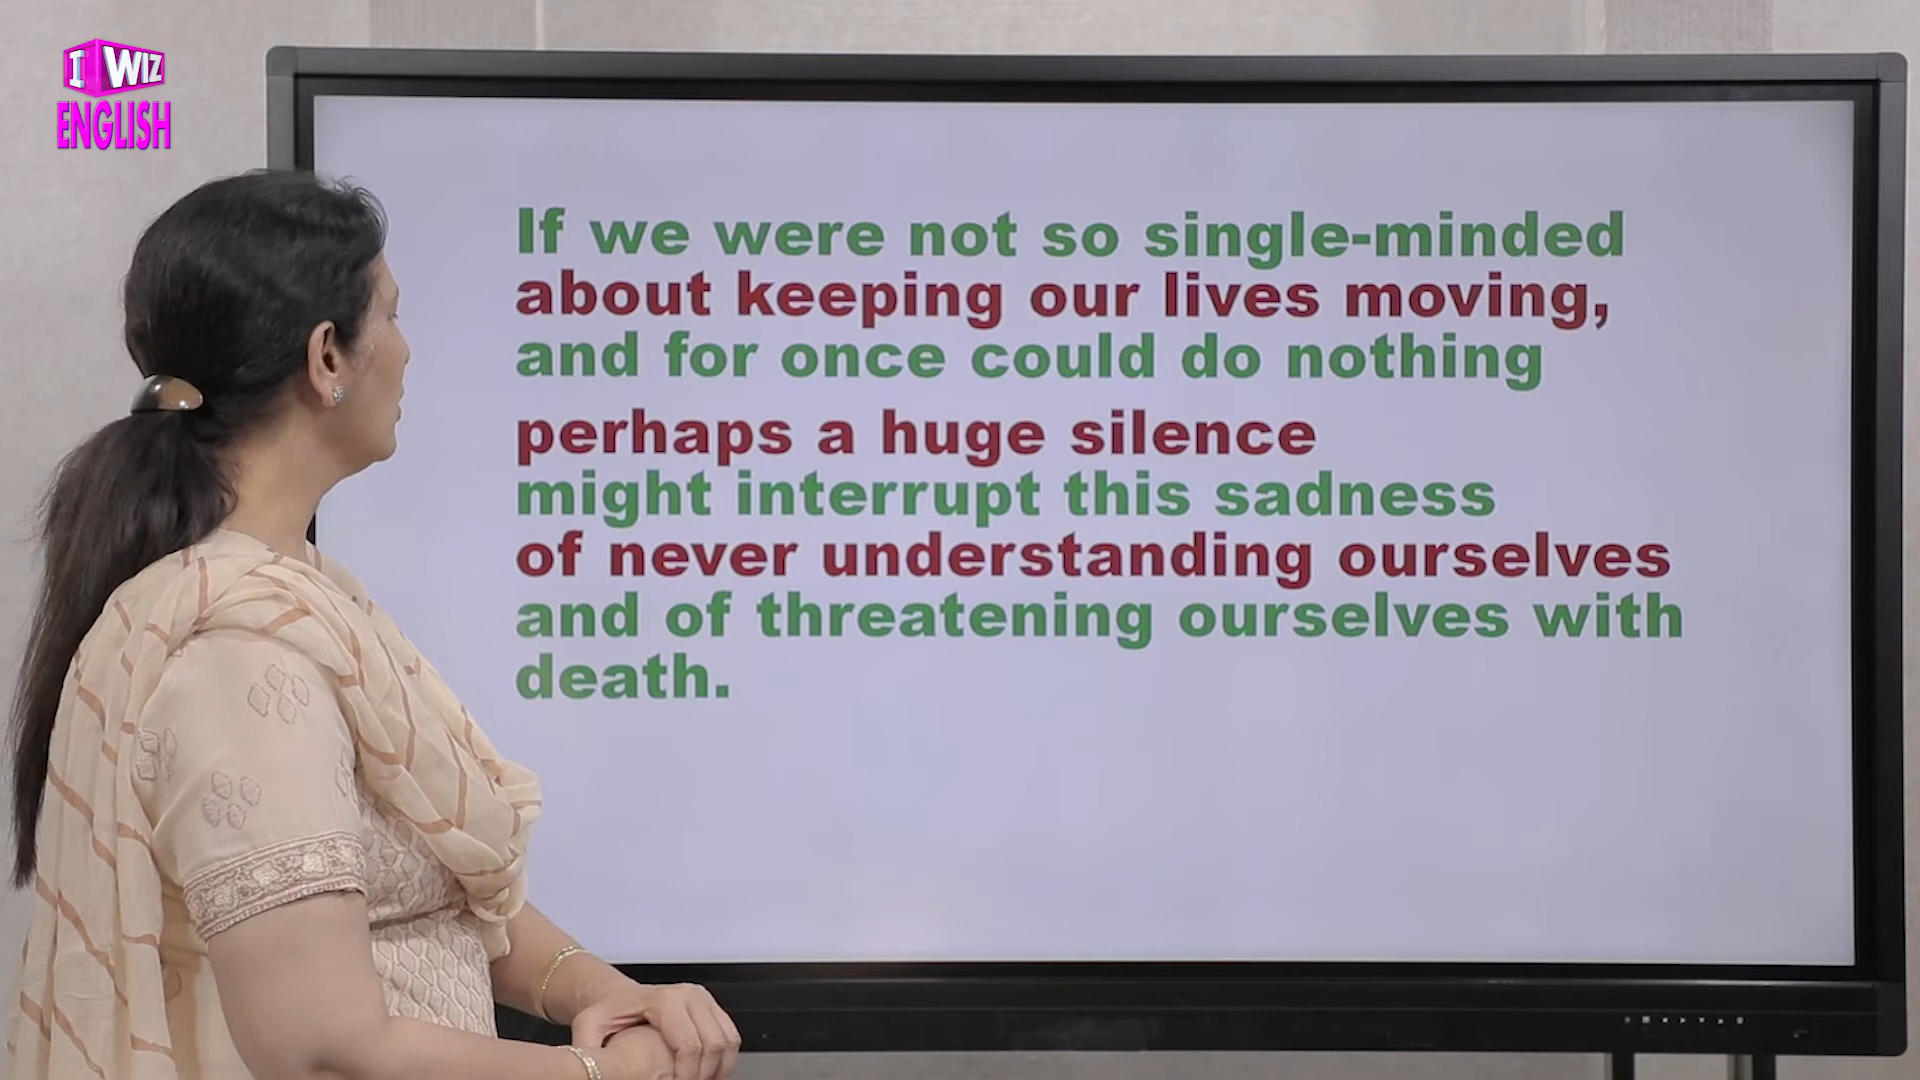 I WIZ
ENGLISH
If we were not so single-minded
about keeping our lives moving,
and for once could do nothing
perhaps a huge silence
might interrupt this sadness
of never understanding ourselves
and of threatening ourselves with
death.